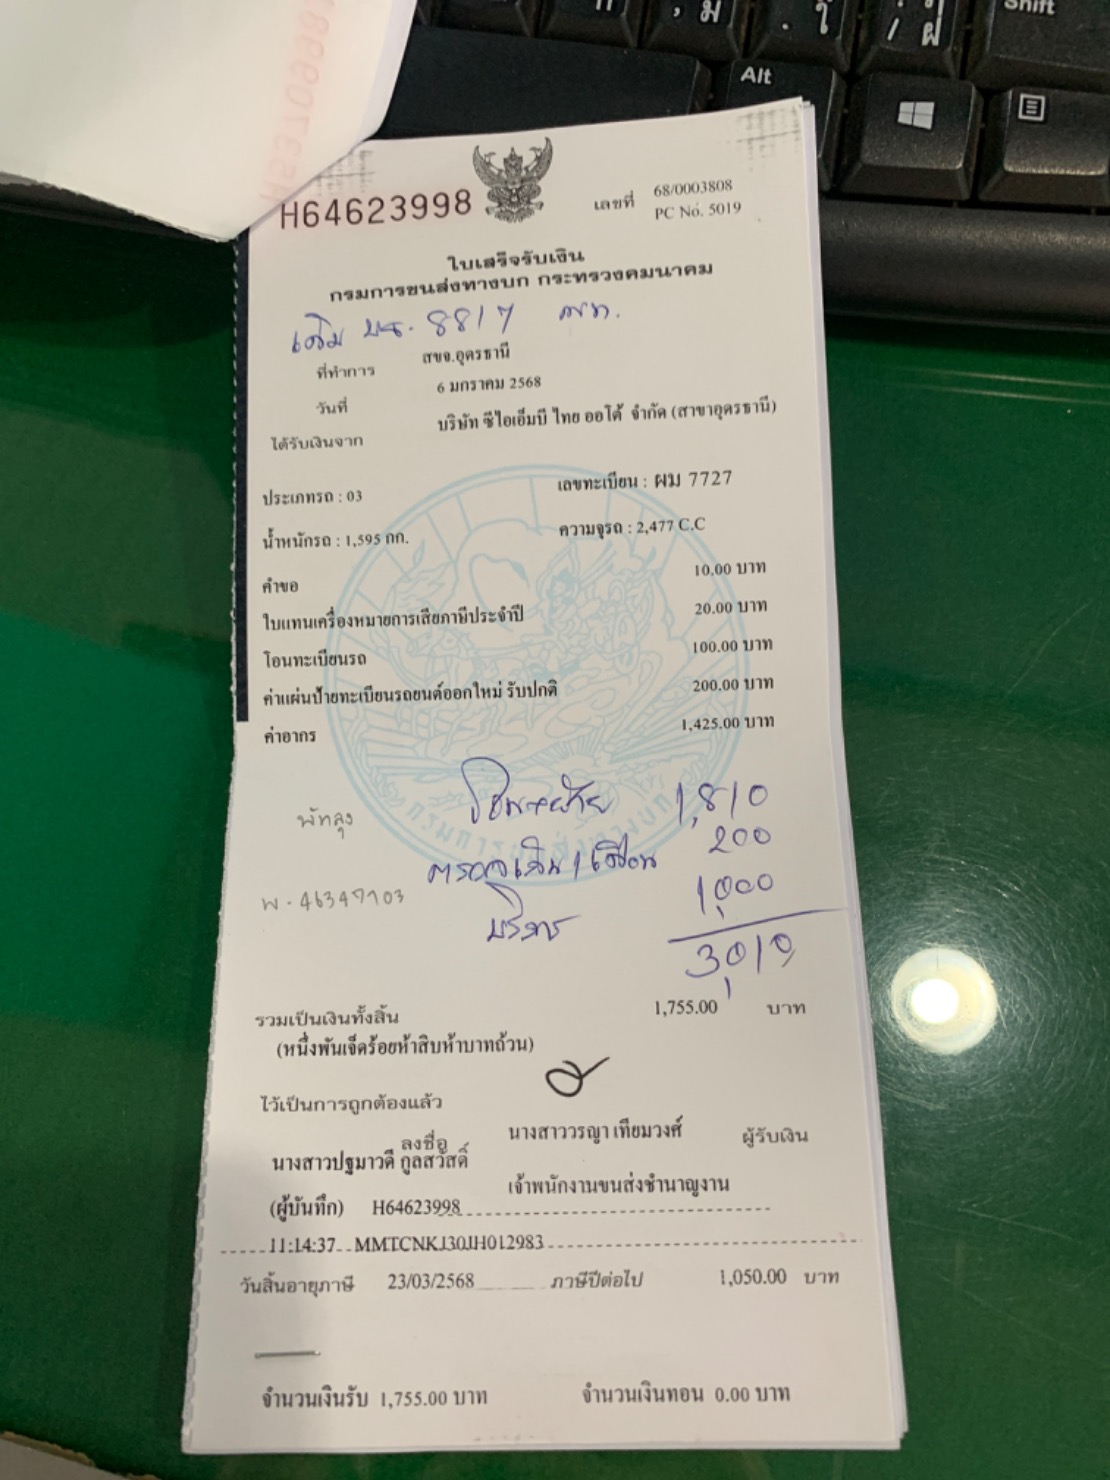 Shift
Alt
H64623998
เลขที่ 68/0003808
PC No. 5019
ใบเสร็จรับเงิน
กรมการขนส่งทางบก กระทรวงคมนาคม
เดิม 8817 กท.
ที่ทำการ สขจ.อุดรธานี
วันที่ 6 มกราคม 2568
ได้รับเงินจาก บริษัท ซีไอเอ็มบี ไทย ออโต้ จำกัด (สาขาอุดรธานี)
ประเภทรถ : 03 เลขทะเบียน : ผม 7727
น้ำหนักรถ : 1,595 กก. ความจุรถ : 2,477 C.C
คำขอ 10.00 บาท
ใบแทนเครื่องหมายการเสียภาษีประจำปี 20.00 บาท
โอนทะเบียนรถ 100.00 บาท
ค่าแผ่นป้ายทะเบียนรถยนต์ออกใหม่ รับปกติ 200.00 บาท
ค่าอากร 1,425.00 บาท
1,810
พัทลุง
200
พ.46347903
1,000
บริการ
3,010
รวมเป็นเงินทั้งสิ้น 1,755.00 บาท
(หนึ่งพันเจ็ดร้อยห้าสิบห้าบาทถ้วน)
ไว้เป็นการถูกต้องแล้ว
ลงชื่อ นางสาววรญา เทียมวงศ์ ผู้รับเงิน
นางสาวปฐมาวดี กูลสวัสดิ์
เจ้าพนักงานขนส่งชำนาญงาน
(ผู้บันทึก) H64623998
11:14:37 MMTCNKJ30JH012983
วันสิ้นอายุภาษี 23/03/2568 ภาษีปีต่อไป 1,050.00 บาท
จำนวนเงินรับ 1,755.00 บาท จำนวนเงินทอน 0.00 บาท